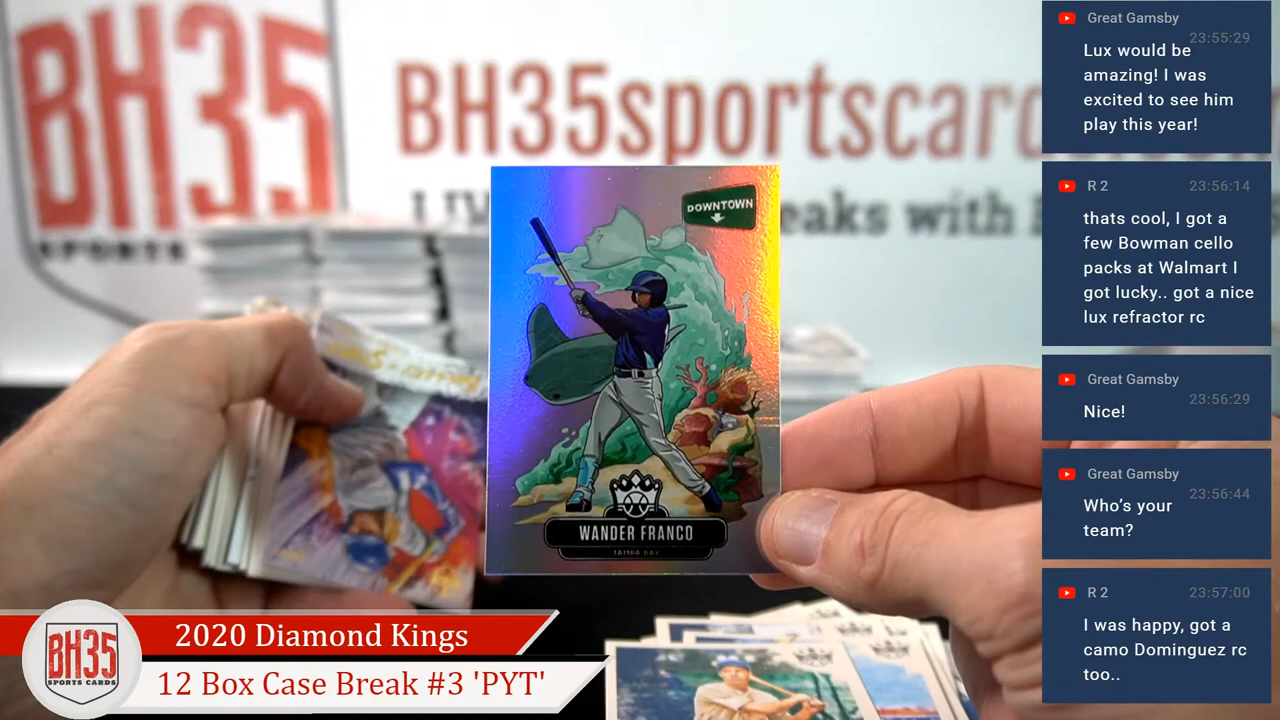 BH35
SPORTS
BH35sportscard
eaks with
DOWNTOWN
WANDER FRANCO
TAMPA BAY
BH35
SPORTS CARDS
2020 Diamond Kings
12 Box Case Break #3 'PYT'
Great Gamsby
23:55:29
Lux would be
amazing! I was
excited to see him
play this year!
R 2
23:56:14
thats cool, I got a
few Bowman cello
packs at Walmart I
got lucky.. got a nice
lux refractor rc
Great Gamsby
23:56:29
Nice!
Great Gamsby
23:56:44
Who's your
team?
R 2
23:57:00
I was happy, got a
camo Dominguez rc
too..